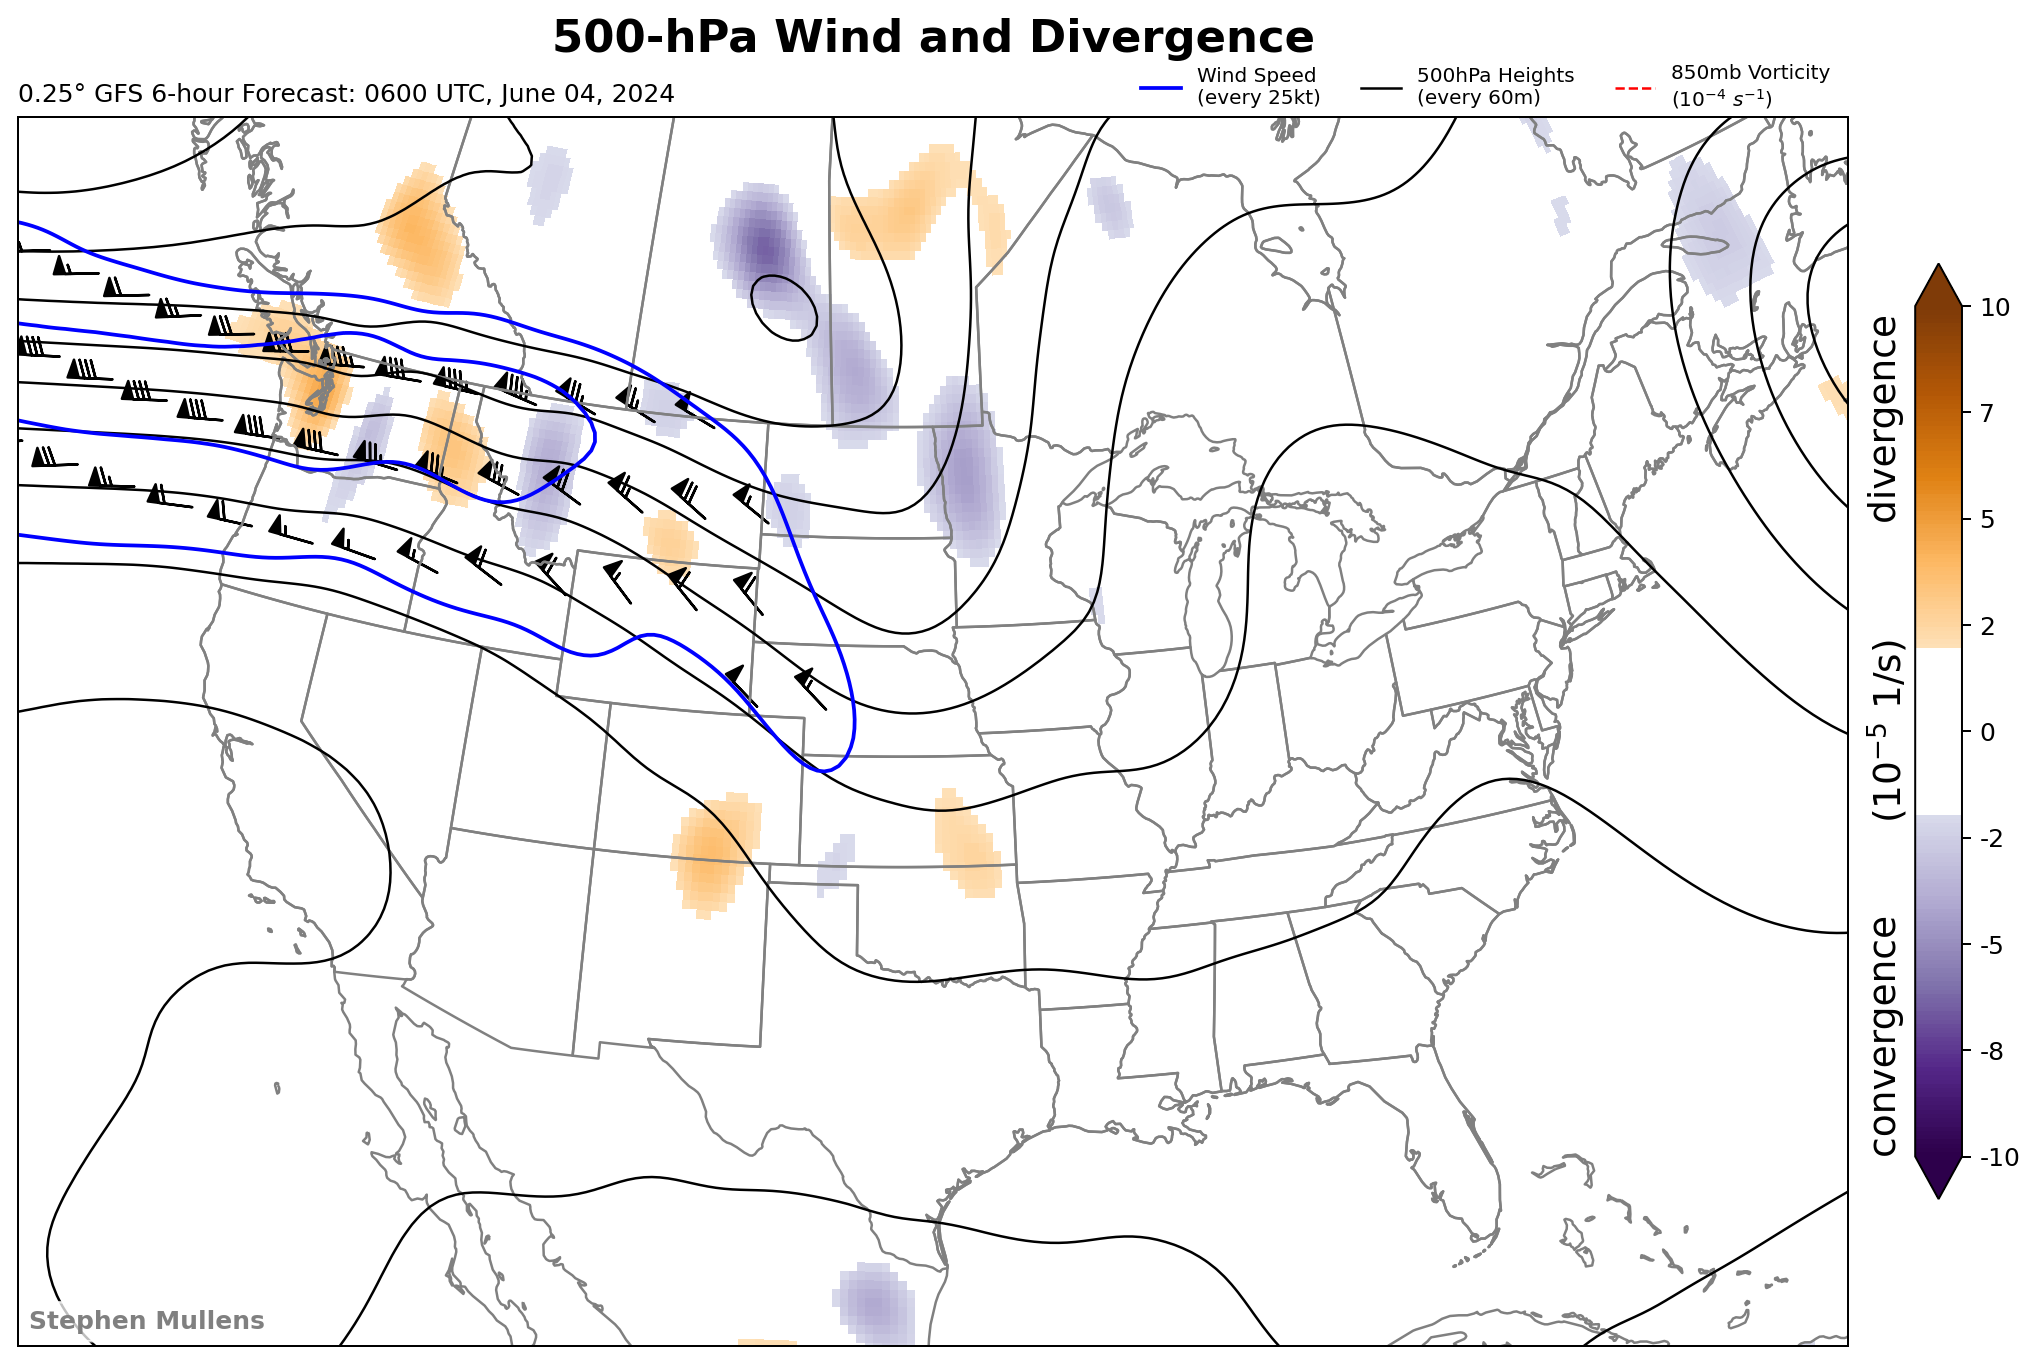 500-hPa Wind and Divergence
0.25° GFS 6-hour Forecast: 0600 UTC, June 04, 2024
Wind Speed
(every 25kt)
500hPa Heights
(every 60m)
850mb Vorticity
(10⁻⁴ s⁻¹)
10
7
5
2
0
-2
-5
-8
-10
convergence (10⁻⁵ 1/s) divergence
Stephen Mullens